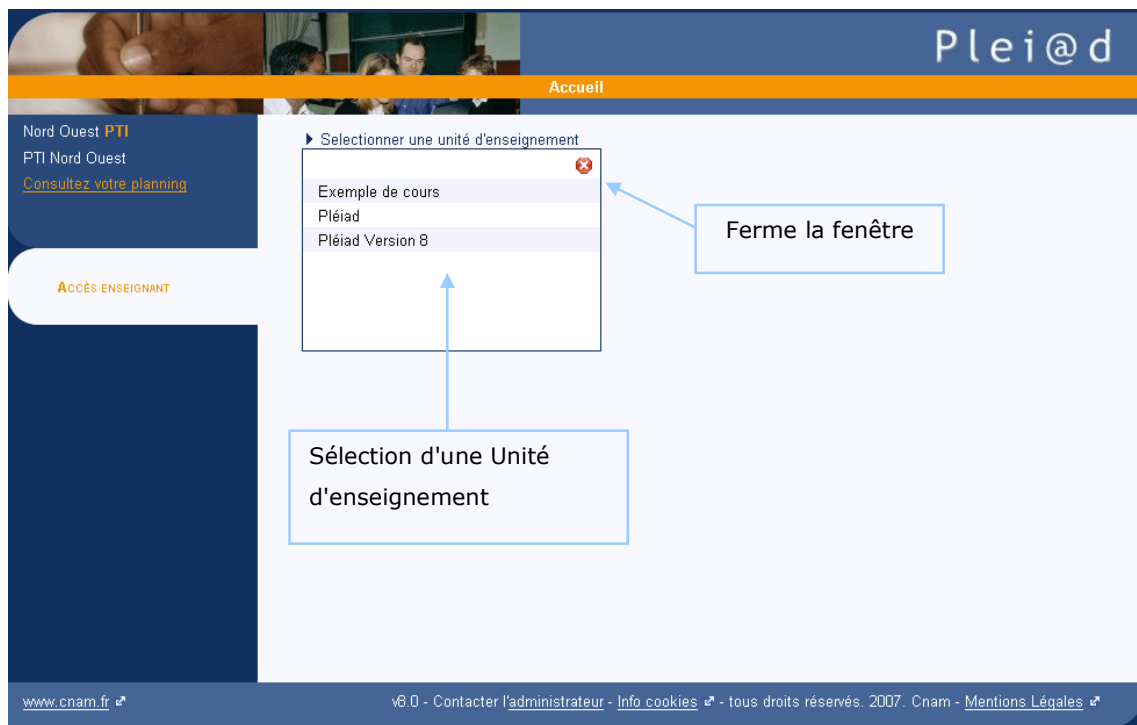 Plei@d
Accueil
Nord Ouest PTI
PTI Nord Ouest
Consultez votre planning
ACCÈS ENSEIGNANT
Selectionner une unité d'enseignement
Exemple de cours
Pléiad
Pléiad Version 8
Ferme la fenêtre
Sélection d'une Unité
d'enseignement
www.cnam.fr
v8.0 - Contacter l'administrateur - Info cookies - tous droits réservés. 2007. Cnam - Mentions Légales